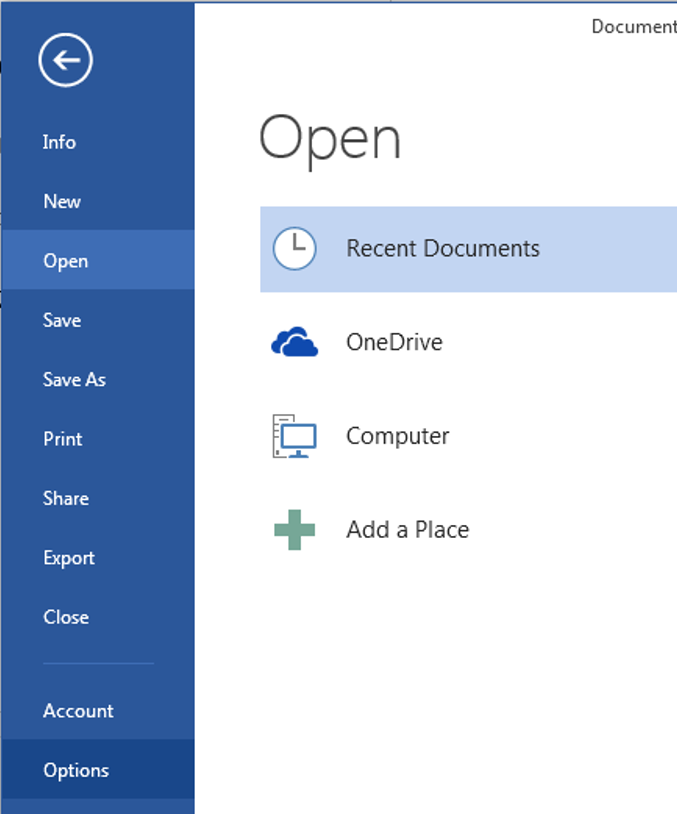 Document
Info
New
Open
Save
Save As
Print
Share
Export
Close
Account
Options
Open
Recent Documents
OneDrive
Computer
Add a Place